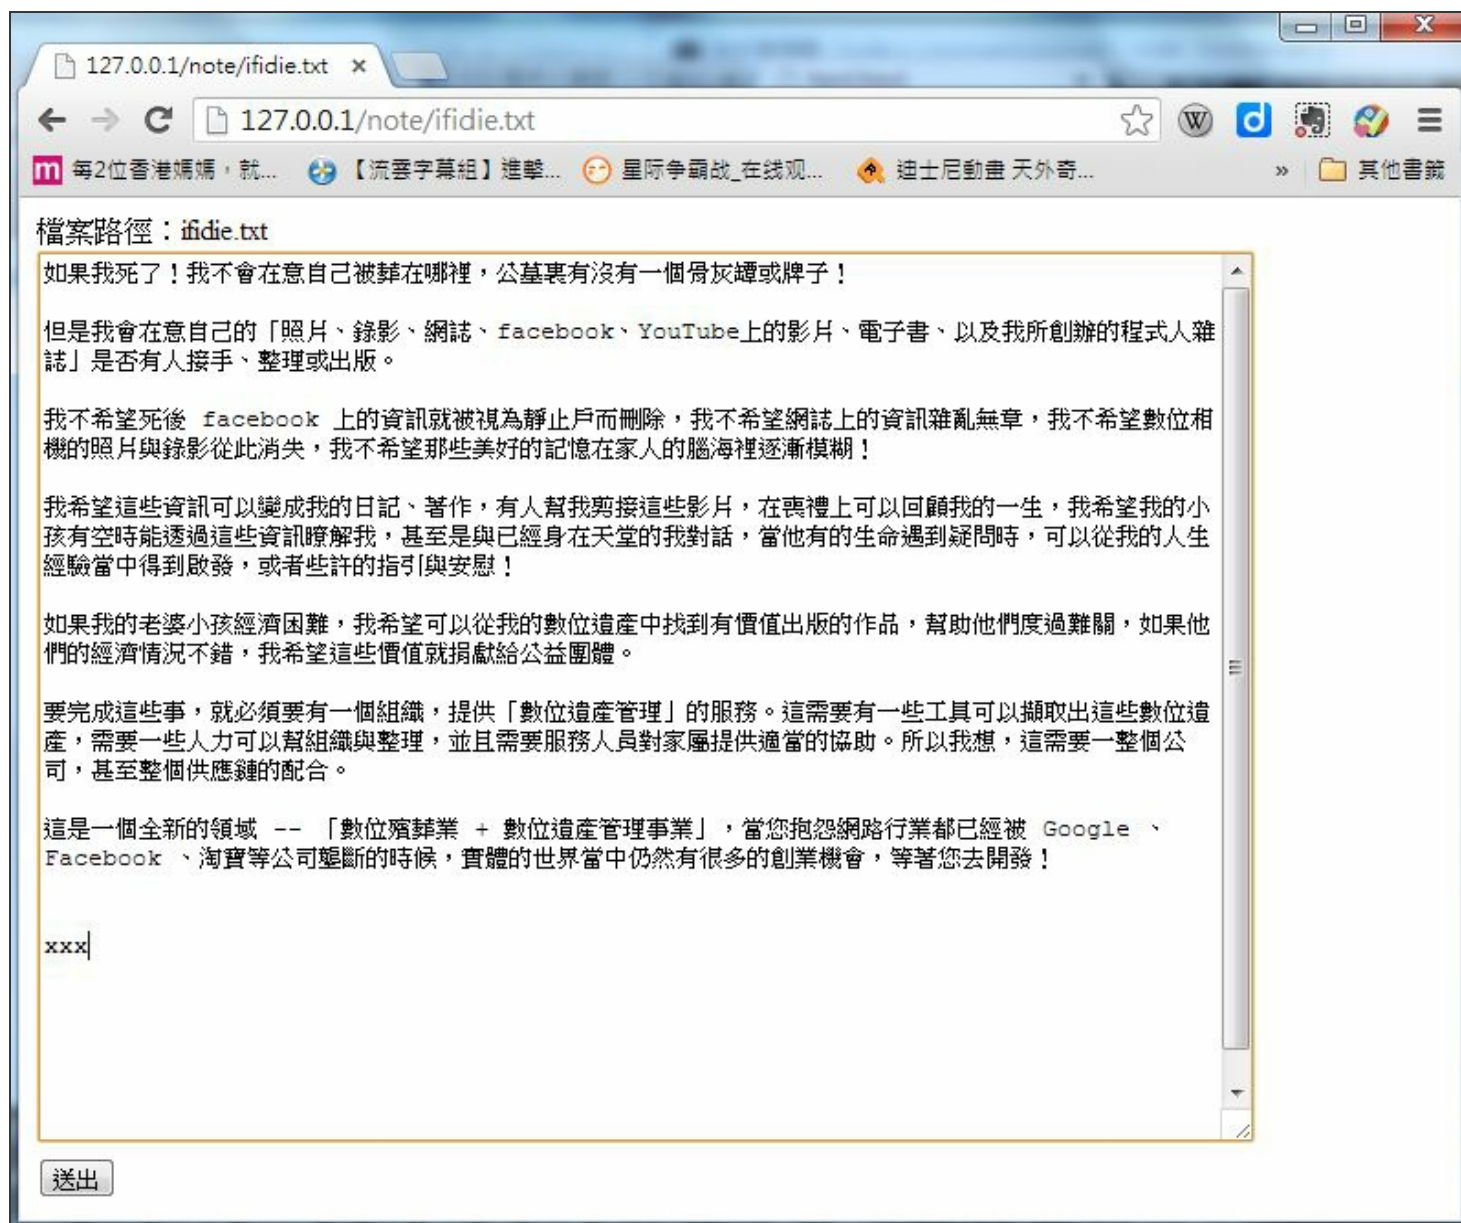 127.0.0.1/note/ifidie.txt
127.0.0.1/note/ifidie.txt
每2位香港媽媽，就...
【流雲字幕組】進擊...
星际争霸战_在线观...
迪士尼動畫 天外奇...
»
其他書籤
檔案路徑：ifidie.txt
如果我死了！我不會在意自己被葬在哪裡，公墓裏有沒有一個骨灰罈或牌子！
但是我會在意自己的「照片、錄影、網誌、facebook、YouTube上的影片、電子書、以及我所創辦的程式人雜
誌」是否有人接手、整理或出版。
我不希望死後 facebook 上的資訊就被視為靜止戶而刪除，我不希望網誌上的資訊雜亂無章，我不希望數位相
機的照片與錄影從此消失，我不希望那些美好的記憶在家人的腦海裡逐漸模糊！
我希望這些資訊可以變成我的日記、著作，有人幫我剪接這些影片，在喪禮上可以回顧我的一生，我希望我的小
孩有空時能透過這些資訊瞭解我，甚至是與已經身在天堂的我對話，當他有的生命遇到疑問時，可以從我的人生
經驗當中得到啟發，或者些許的指引與安慰！
如果我的老婆小孩經濟困難，我希望可以從我的數位遺產中找到有價值出版的作品，幫助他們度過難關，如果他
們的經濟情況不錯，我希望這些價值就捐獻給公益團體。
要完成這些事，就必須要有一個組織，提供「數位遺產管理」的服務。這需要有一些工具可以擷取出這些數位遺
產，需要一些人力可以幫組織與整理，並且需要服務人員對家屬提供適當的協助。所以我想，這需要一整個公
司，甚至整個供應鏈的配合。
這是一個全新的領域 -- 「數位殯葬業 + 數位遺產管理事業」，當您抱怨網路行業都已經被 Google 、
Facebook 、淘寶等公司壟斷的時候，實體的世界當中仍然有很多的創業機會，等著您去開發！
xxx
送出